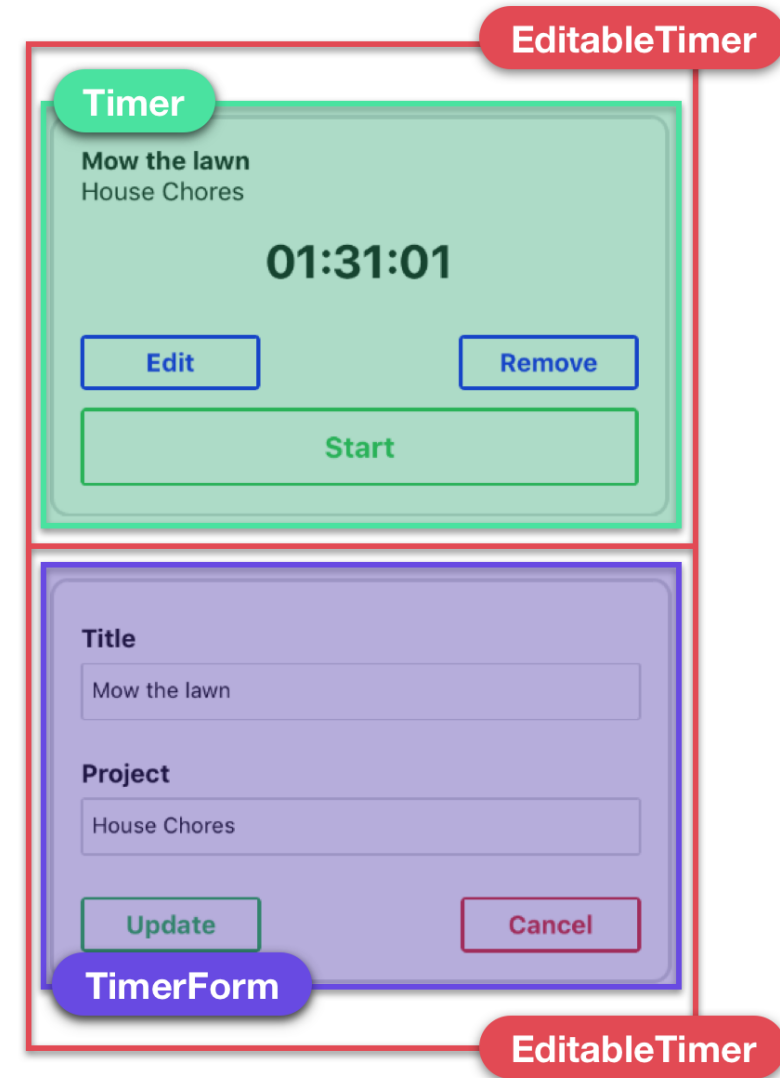 EditableTimer
Timer
Mow the lawn
House Chores
01:31:01
Edit Remove
Start
Title
Mow the lawn
Project
House Chores
Update Cancel
TimerForm
EditableTimer